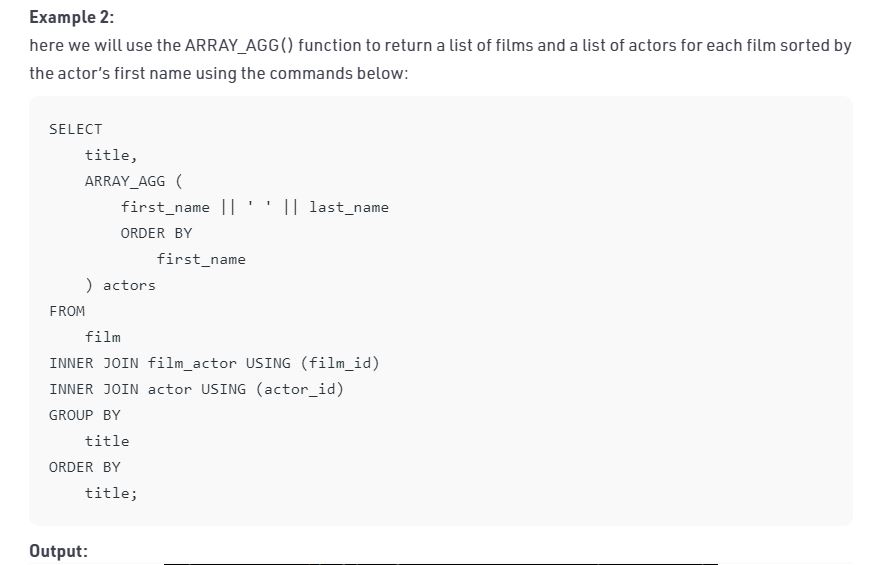 Example 2:
here we will use the ARRAY_AGG() function to return a list of films and a list of actors for each film sorted by
the actor's first name using the commands below:
SELECT
    title,
    ARRAY_AGG (
        first_name || ' ' || last_name
        ORDER BY
            first_name
    ) actors
FROM
    film
INNER JOIN film_actor USING (film_id)
INNER JOIN actor USING (actor_id)
GROUP BY
    title
ORDER BY
    title;
Output: